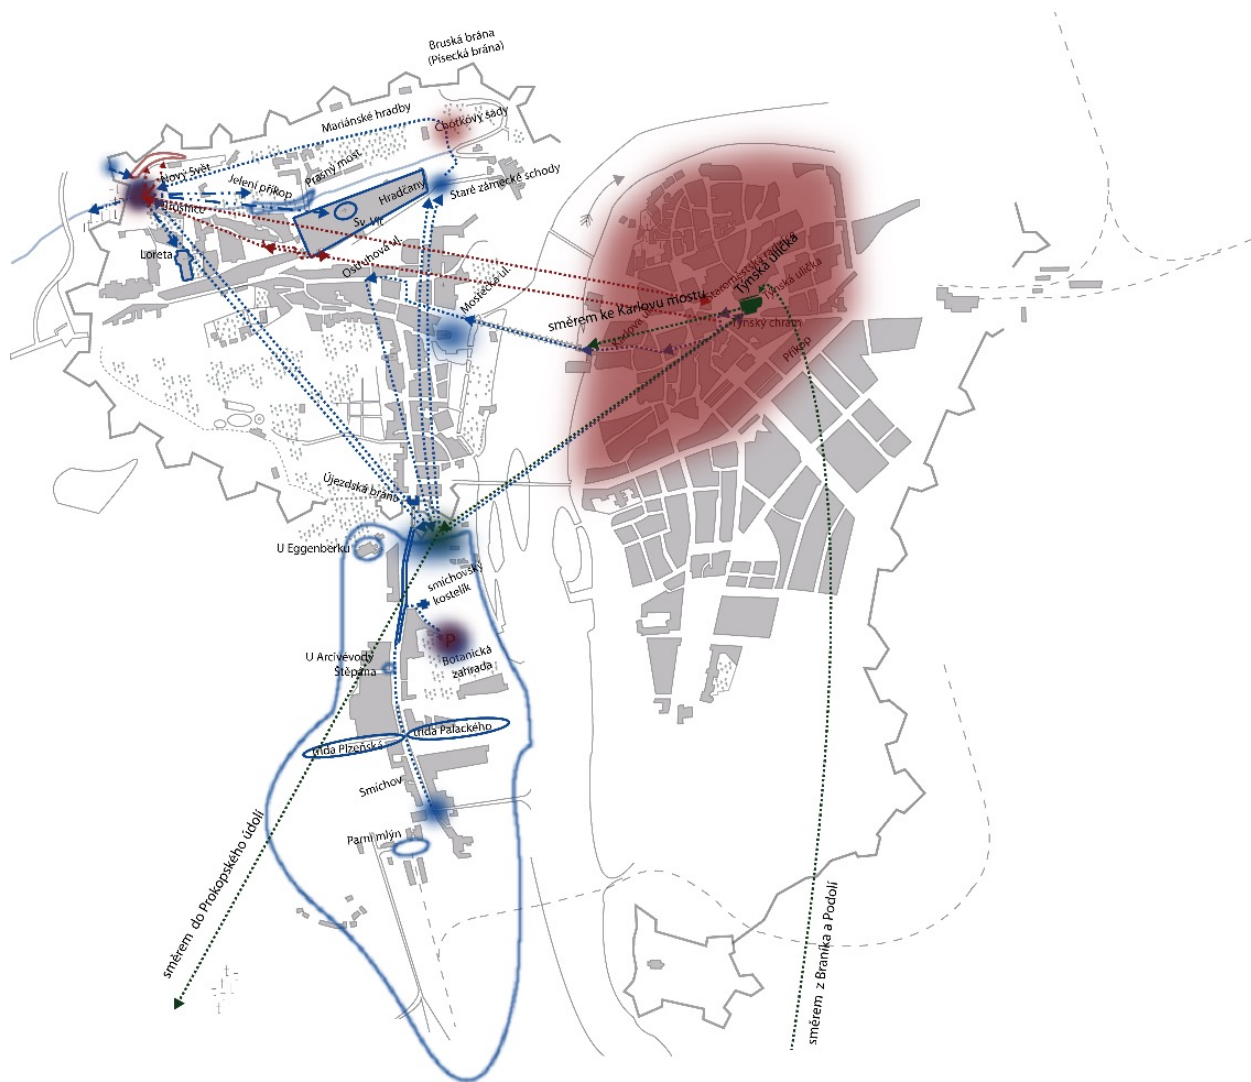 Bruská brána
(Písecká brána)
Mariánské hradby
Chotkovy sady
Nový Svět
Jelení příkop
Prašný most
Hradčany
Staré zámecké schody
Sv. Vít
Loreta
Ostruhová ul.
Mostecká ul.
směrem ke Karlovu mostu
Karlova
Staroměstská radnice
Týnská ulička
Týnská ulička
Týnský chrám
Příkop
Újezdská brána
U Eggenberku
smíchovský
kostelík
P
Botanická
zahrada
U Arcivévody
Štěpána
třída Palackého
třída Plzeňská
Smíchov
Parní mlýn
směrem do Prokopského údolí
směrem z Braníka a Podolí